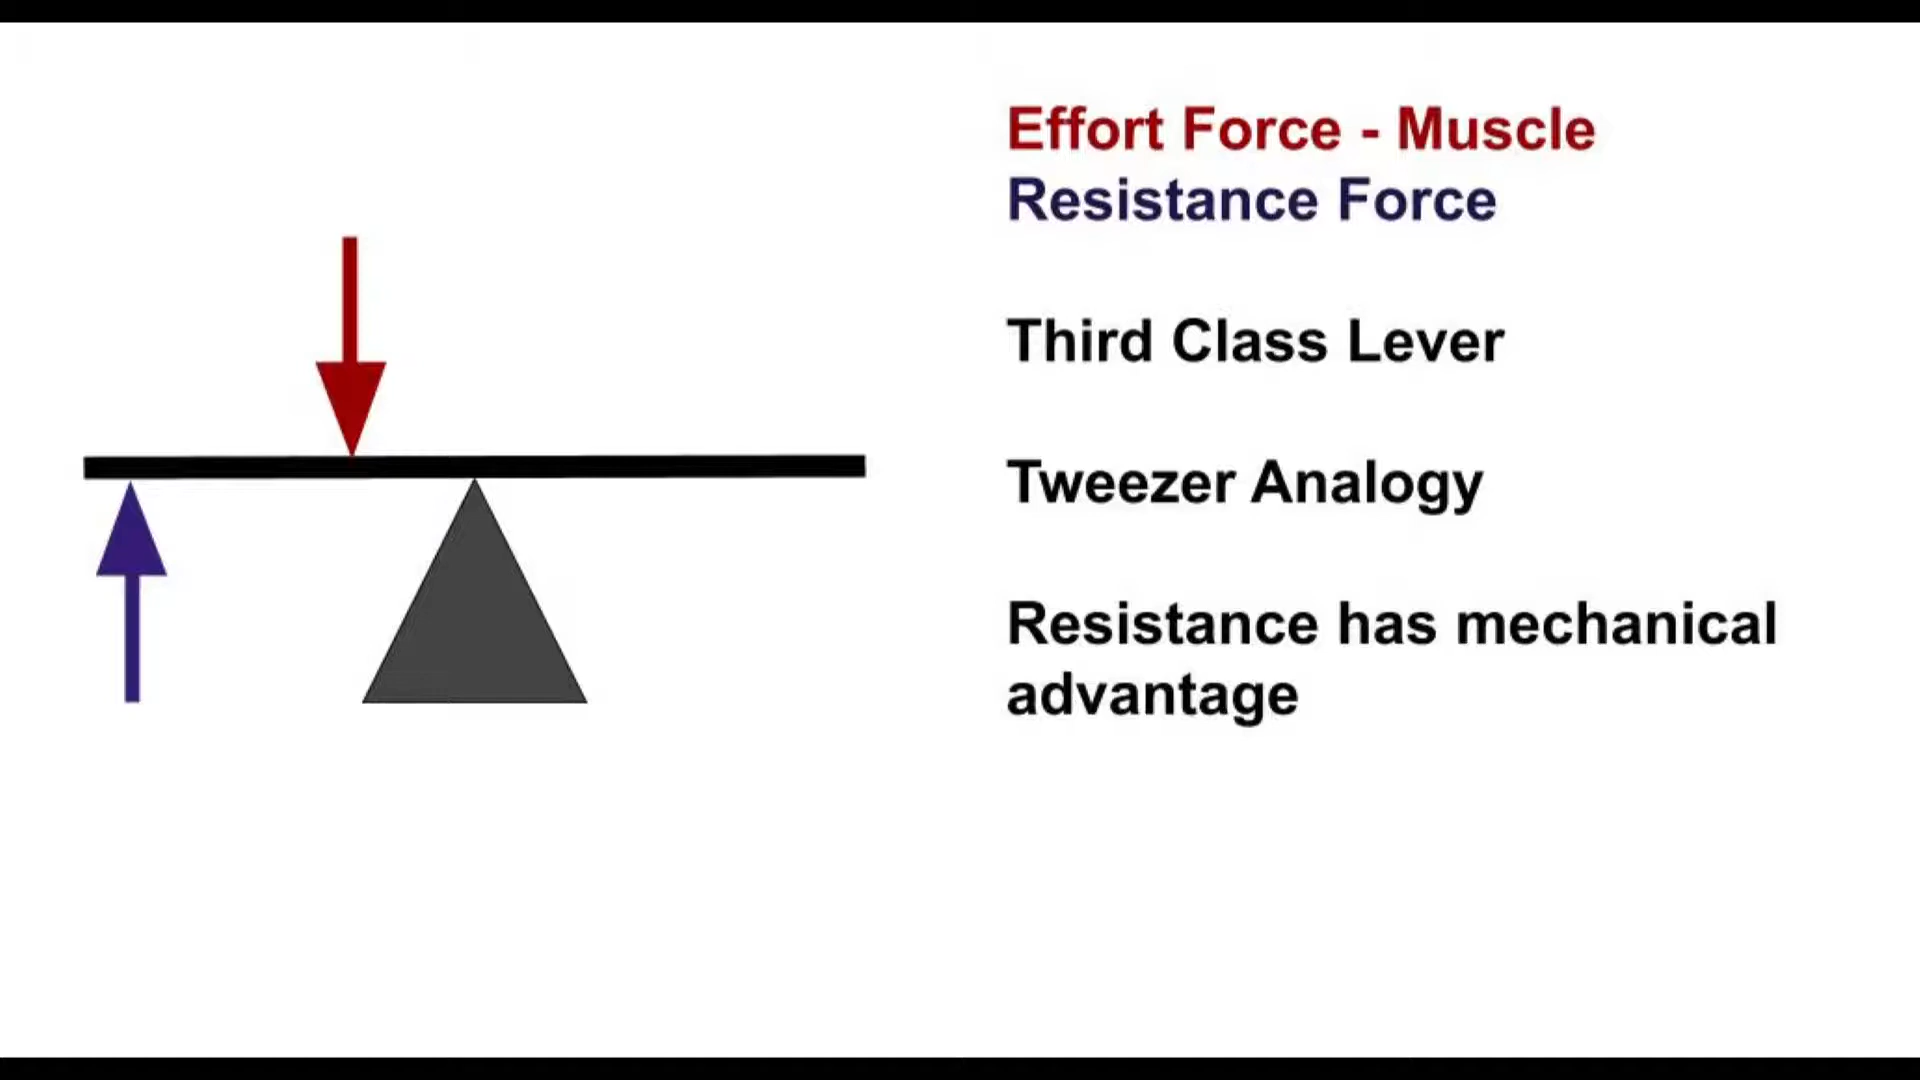 Effort Force - Muscle
Resistance Force
Third Class Lever
Tweezer Analogy
Resistance has mechanical
advantage